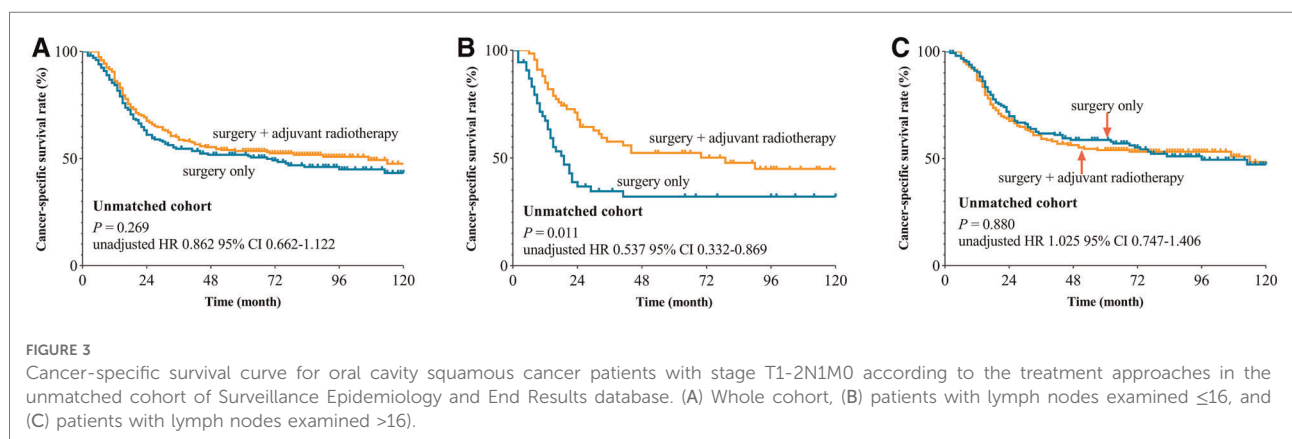 A
Cancer-specific survival rate (%)
100
50
0
surgery + adjuvant radiotherapy
surgery only
Unmatched cohort
P = 0.269
unadjusted HR 0.862 95% CI 0.662-1.122
0 24 48 72 96 120
Time (month)
B
Cancer-specific survival rate (%)
100
50
0
surgery + adjuvant radiotherapy
surgery only
Unmatched cohort
P = 0.011
unadjusted HR 0.537 95% CI 0.332-0.869
0 24 48 72 96 120
Time (month)
C
Cancer-specific survival rate (%)
100
50
0
surgery only
surgery + adjuvant radiotherapy
Unmatched cohort
P = 0.880
unadjusted HR 1.025 95% CI 0.747-1.406
0 24 48 72 96 120
Time (month)
FIGURE 3
Cancer-specific survival curve for oral cavity squamous cancer patients with stage T1-2N1M0 according to the treatment approaches in the
unmatched cohort of Surveillance Epidemiology and End Results database. (A) Whole cohort, (B) patients with lymph nodes examined ≤16, and
(C) patients with lymph nodes examined >16).